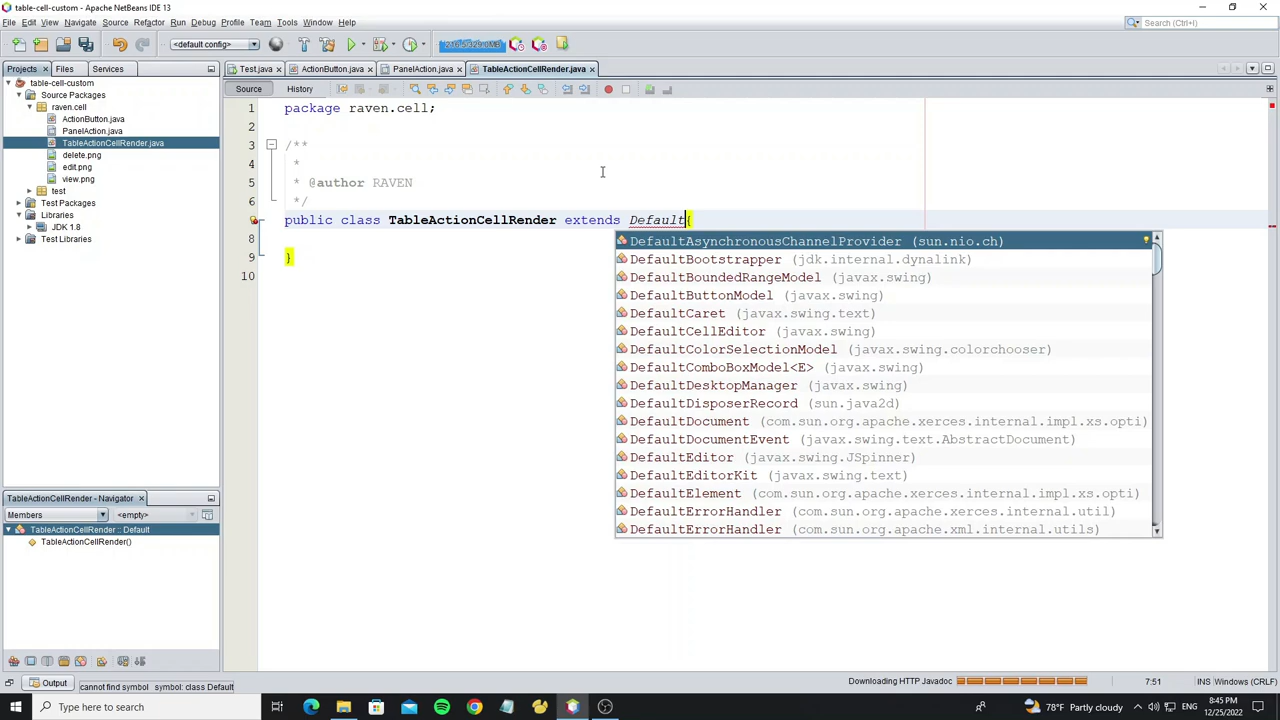 table-cell-custom - Apache NetBeans IDE 13
File Edit View Navigate Source Refactor Run Debug Profile Team Tools Window Help
Search (Ctrl+I)
<default config>
Projects Files Services
Test.java ActionButton.java PanelAction.java TableActionCellRender.java
Source History
table-cell-custom
Source Packages
raven.cell
ActionButton.java
PanelAction.java
TableActionCellRender.java
delete.png
edit.png
view.png
test
Test Packages
Libraries
JDK 1.8
Test Libraries
1 package raven.cell;
2
3 /**
4 *
5 * @author RAVEN
6 */
public class TableActionCellRender extends Default{
8
9 }
10
DefaultAsynchronousChannelProvider (sun.nio.ch)
DefaultBootstrapper (jdk.internal.dynalink)
DefaultBoundedRangeModel (javax.swing)
DefaultButtonModel (javax.swing)
DefaultCaret (javax.swing.text)
DefaultCellEditor (javax.swing)
DefaultColorSelectionModel (javax.swing.colorchooser)
DefaultComboBoxModel<E> (javax.swing)
DefaultDesktopManager (javax.swing)
DefaultDisposerRecord (sun.java2d)
DefaultDocument (com.sun.org.apache.xerces.internal.impl.xs.opti)
DefaultDocumentEvent (javax.swing.text.AbstractDocument)
DefaultEditor (javax.swing.JSpinner)
DefaultEditorKit (javax.swing.text)
DefaultElement (com.sun.org.apache.xerces.internal.impl.xs.opti)
DefaultErrorHandler (com.sun.org.apache.xerces.internal.util)
DefaultErrorHandler (com.sun.org.apache.xml.internal.utils)
TableActionCellRender - Navigator
Members <empty>
TableActionCellRender :: Default
TableActionCellRender()
Output cannot find symbol symbol: class Default
Downloading HTTP Javadoc 7:51 INS Windows (CRLF)
Type here to search
78°F Partly cloudy ENG 8:45 PM
12/25/2022